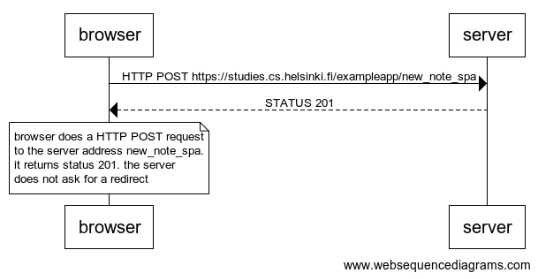 browser
server
HTTP POST https://studies.cs.helsinki.fi/exampleapp/new_note_spa
STATUS 201
browser does a HTTP POST request
to the server address new_note_spa.
it returns status 201. the server
does not ask for a redirect
browser
server
www.websequencediagrams.com